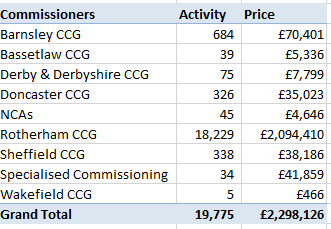 Commissioners Activity Price
Barnsley CCG 684 £70,401
Bassetlaw CCG 39 £5,336
Derby & Derbyshire CCG 75 £7,799
Doncaster CCG 326 £35,023
NCAs 45 £4,646
Rotherham CCG 18,229 £2,094,410
Sheffield CCG 338 £38,186
Specialised Commissioning 34 £41,859
Wakefield CCG 5 £466
Grand Total 19,775 £2,298,126